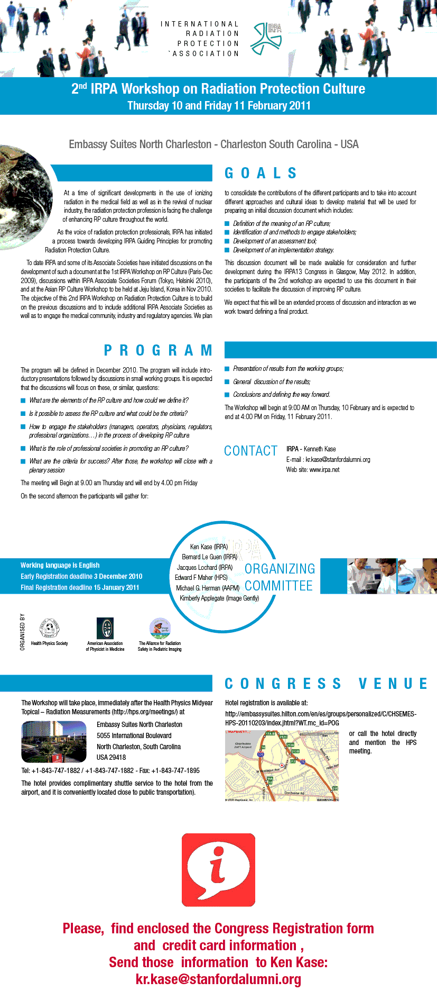 INTERNATIONAL
RADIATION
PROTECTION
`ASSOCIATION
IRPA
2nd IRPA Workshop on Radiation Protection Culture
Thursday 10 and Friday 11 February 2011
Embassy Suites North Charleston - Charleston South Carolina - USA
At a time of significant developments in the use of ionizing
radiation in the medical field as well as in the revival of nuclear
industry, the radiation protection profession is facing the challenge
of enhancing RP culture throughout the world.
As the voice of radiation protection professionals, IRPA has initiated
a process towards developing IRPA Guiding Principles for promoting
Radiation Protection Culture.
To date IRPA and some of its Associate Societies have initiated discussions on the
development of such a document at the 1st IRPA Workshop on RP Culture (Paris-Dec
2009), discussions within IRPA Associate Societies Forum (Tokyo, Helsinki 2010),
and at the Asian RP Culture Workshop to be held at Jeju Island, Korea in Nov 2010.
The objective of this 2nd IRPA Workshop on Radiation Protection Culture is to build
on the previous discussions and to include additional IRPA Associate Societies as
well as to engage the medical community, industry and regulatory agencies. We plan
GOALS
to consolidate the contributions of the different participants and to take into account
different approaches and cultural ideas to develop material that will be used for
preparing an initial discussion document which includes:
Definition of the meaning of an RP culture;
Identification of and methods to engage stakeholders;
Development of an assessment tool;
Development of an implementation strategy.
This discussion document will be made available for consideration and further
development during the IRPA13 Congress in Glasgow, May 2012. In addition,
the participants of the 2nd workshop are expected to use this document in their
societies to facilitate the discussion of improving RP culture.
We expect that this will be an extended process of discussion and interaction as we
work toward defining a final product.
PROGRAM
The program will be defined in December 2010. The program will include intro-
ductory presentations followed by discussions in small working groups. It is expected
that the discussions will focus on these, or similar, questions:
What are the elements of the RP culture and how could we define it?
Is it possible to assess the RP culture and what could be the criteria?
How to engage the stakeholders (managers, operators, physicians, regulators,
professional organizations…) in the process of developing RP culture.
What is the role of professional societies in promoting an RP culture?
What are the criteria for success? After those, the workshop will close with a
plenary session
The meeting will Begin at 9.00 am Thursday and will end by 4.00 pm Friday
On the second afternoon the participants will gather for:
Presentation of results from the working groups;
General discussion of the results;
Conclusions and defining the way forward.
The Workshop will begin at 9:00 AM on Thursday, 10 February and is expected to
end at 4:00 PM on Friday, 11 February 2011.
CONTACT
IRPA - Kenneth Kase
E-mail : kr.kase@stanfordalumni.org
Web site: www.irpa.net
Working language is English
Early Registration deadline 3 December 2010
Final Registration deadline 15 January 2011
IRPA
Ken Kase (IRPA)
Bernard Le Guen (IRPA)
Jacques Lochard (IRPA)
Edward F Maher (HPS)
Michael G. Herman (AAPM)
Kimberly Applegate (Image Gently)
ORGANIZING
COMMITTEE
ORGANISED BY
Health Physics Society
American Association
of Physicist in Medicine
The Alliance for Radiation
Safety in Pediatric Imaging
CONGRESS VENUE
The Workshop will take place, immediately after the Health Physics Midyear
Topical – Radiation Measurements (http://hps.org/meetings/) at
Embassy Suites North Charleston
5055 International Boulevard
North Charleston, South Carolina
USA 29418
Tel: +1-843-747-1882 / +1-843-747-1882 - Fax: +1-843-747-1895
The hotel provides complimentary shuttle service to the hotel from the
airport, and it is conveniently located close to public transportation).
Hotel registration is available at:
http://embassysuites.hilton.com/en/es/groups/personalized/C/CHSEMES-
HPS-20110203/index.jhtml?WT.mc_id=POG
MAPQUEST
17A-B
212C
Charleston
Int'l Airport
213A
213B
213
W Montague Ave
16A
Dorchester Rd
© 2008 MapQuest, Inc.
or call the hotel directly
and mention the HPS
meeting.
i
Please, find enclosed the Congress Registration form
and credit card information ,
Send those information to Ken Kase:
kr.kase@stanfordalumni.org